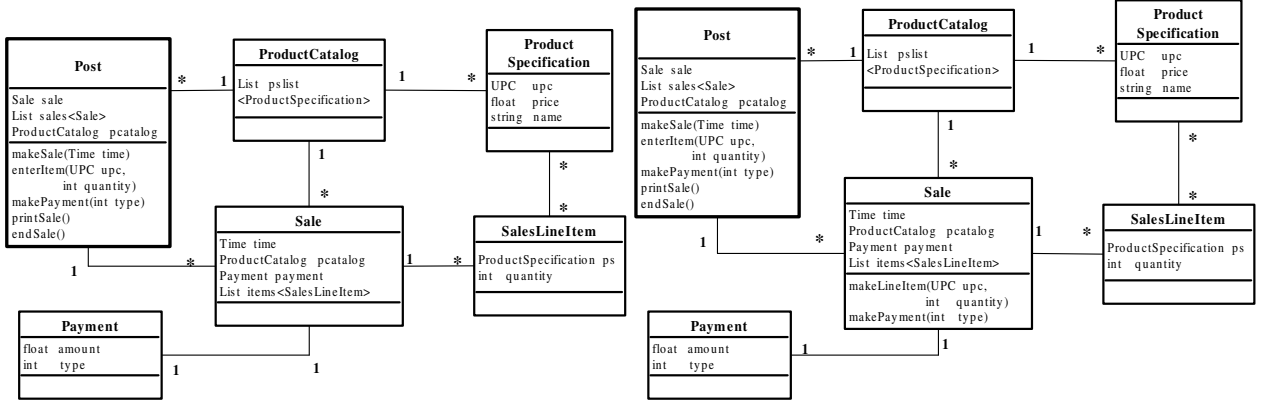 Post
Sale sale
List sales<Sale>
ProductCatalog pcatalog
makeSale(Time time)
enterItem(UPC upc,
int quantity)
makePayment(int type)
printSale()
endSale()
*
1
ProductCatalog
List pslist
<ProductSpecification>
1
*
Product
Specification
UPC upc
float price
string name
1
*
*
*
1
*
Sale
Time time
ProductCatalog pcatalog
Payment payment
List items<SalesLineItem>
1
*
SalesLineItem
ProductSpecification ps
int quantity
Payment
float amount
int type
1
1
Post
Sale sale
List sales<Sale>
ProductCatalog pcatalog
makeSale(Time time)
enterItem(UPC upc,
int quantity)
makePayment(int type)
printSale()
endSale()
*
1
ProductCatalog
List pslist
<ProductSpecification>
1
*
Product
Specification
UPC upc
float price
string name
1
*
*
*
1
*
Sale
Time time
ProductCatalog pcatalog
Payment payment
List items<SalesLineItem>
makeLineItem(UPC upc,
int quantity)
makePayment(int type)
1
*
SalesLineItem
ProductSpecification ps
int quantity
Payment
float amount
int type
1
1